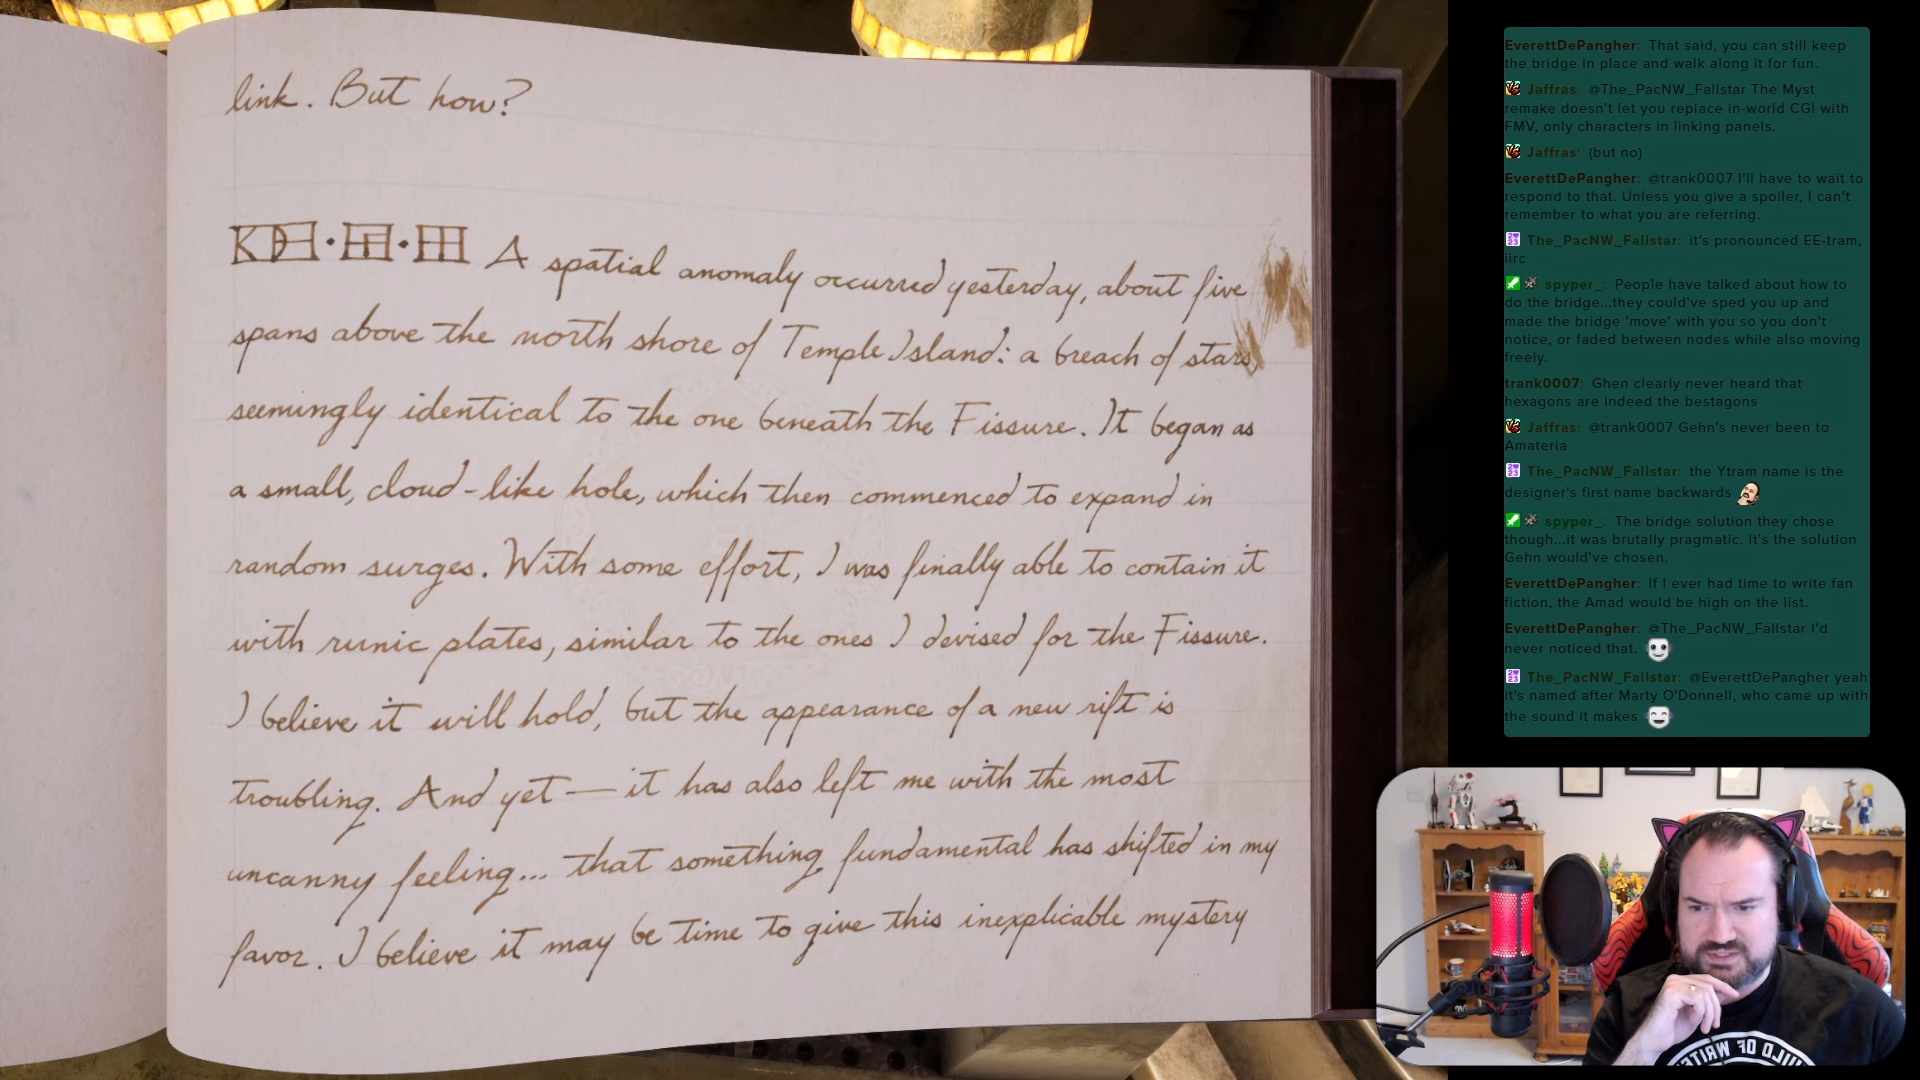 link. But how?
A spatial anomaly occurred yesterday, about five
spans above the north shore of Temple Island: a breach of stars,
seemingly identical to the one beneath the Fissure. It began as
a small, cloud-like hole, which then commenced to expand in
random surges. With some effort, I was finally able to contain it
with runic plates, similar to the ones I devised for the Fissure.
I believe it will hold, but the appearance of a new rift is
troubling. And yet — it has also left me with the most
uncanny feeling... that something fundamental has shifted in my
favor. I believe it may be time to give this inexplicable mystery
EverettDePangher: That said, you can still keep
the bridge in place and walk along it for fun.
Jaffras: @The_PacNW_Fallstar The Myst
remake doesn't let you replace in-world CGI with
FMV, only characters in linking panels.
Jaffras: (but no)
EverettDePangher: @trank0007 I'll have to wait to
respond to that. Unless you give a spoiler, I can't
remember to what you are referring.
The_PacNW_Fallstar: it's pronounced EE-tram,
iirc
spyper_: People have talked about how to
do the bridge...they could've sped you up and
made the bridge 'move' with you so you don't
notice, or faded between nodes while also moving
freely.
trank0007: Ghen clearly never heard that
hexagons are indeed the bestagons
Jaffras: @trank0007 Gehn's never been to
Amateria
The_PacNW_Fallstar: the Ytram name is the
designer's first name backwards
spyper_: The bridge solution they chose
though...it was brutally pragmatic. It's the solution
Gehn would've chosen.
EverettDePangher: If I ever had time to write fan
fiction, the Amad would be high on the list.
EverettDePangher: @The_PacNW_Fallstar I'd
never noticed that.
The_PacNW_Fallstar: @EverettDePangher yeah
it's named after Marty O'Donnell, who came up with
the sound it makes